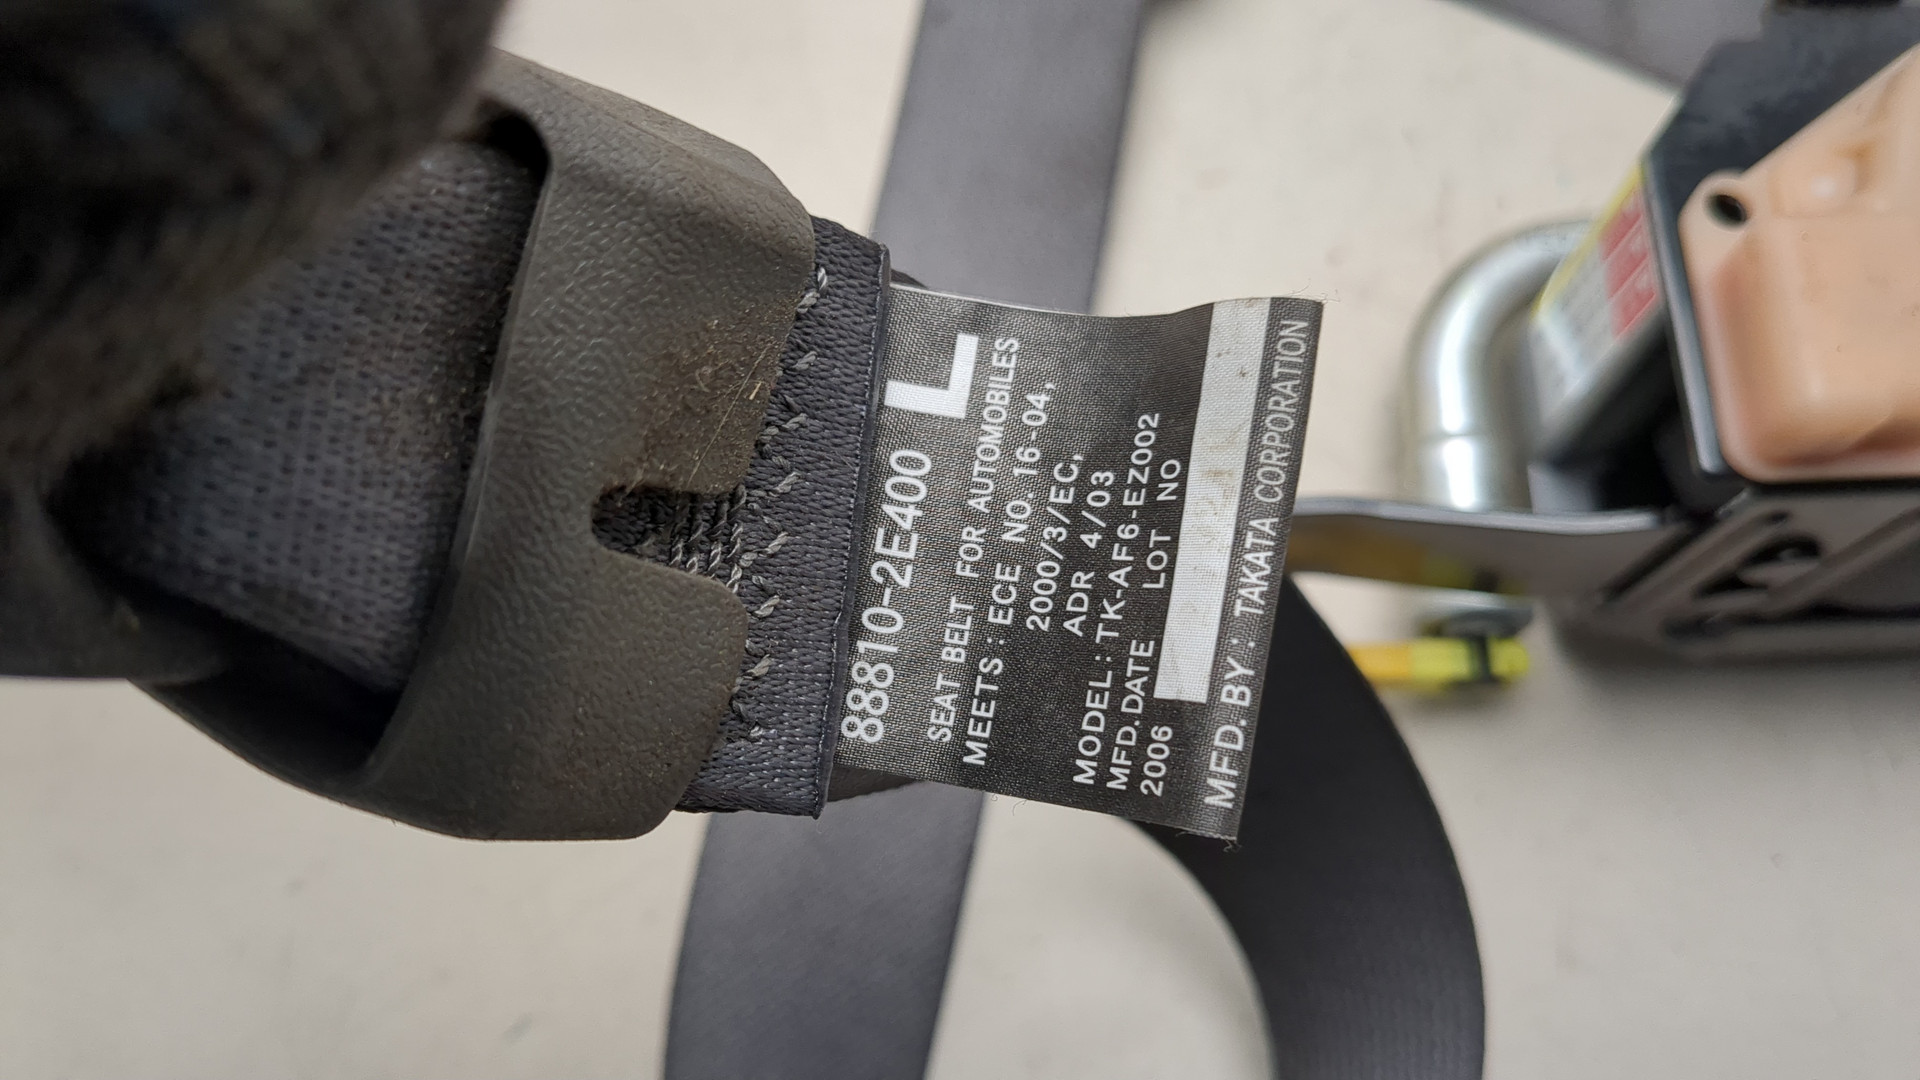 88810-2E400 L
SEAT BELT FOR AUTOMOBILES
MEETS : ECE NO. 16-04,
2000/3/EC,
ADR 4/03
MODEL : TK-AF6-EZ002
MFD. DATE LOT NO
2006
MFD. BY : TAKATA CORPORATION